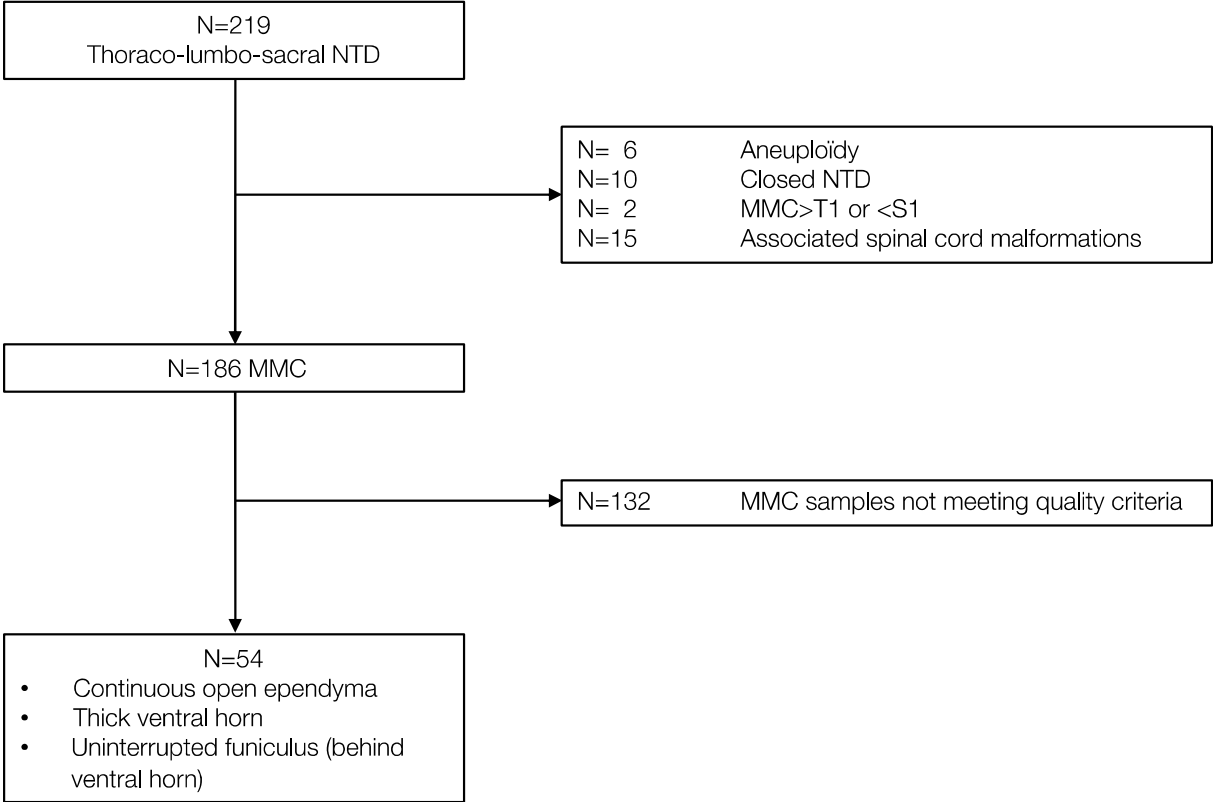 N=219
Thoraco-lumbo-sacral NTD
N= 6 Aneuploïdy
N=10 Closed NTD
N= 2 MMC>T1 or <S1
N=15 Associated spinal cord malformations
N=186 MMC
N=132 MMC samples not meeting quality criteria
N=54
• Continuous open ependyma
• Thick ventral horn
• Uninterrupted funiculus (behind
ventral horn)